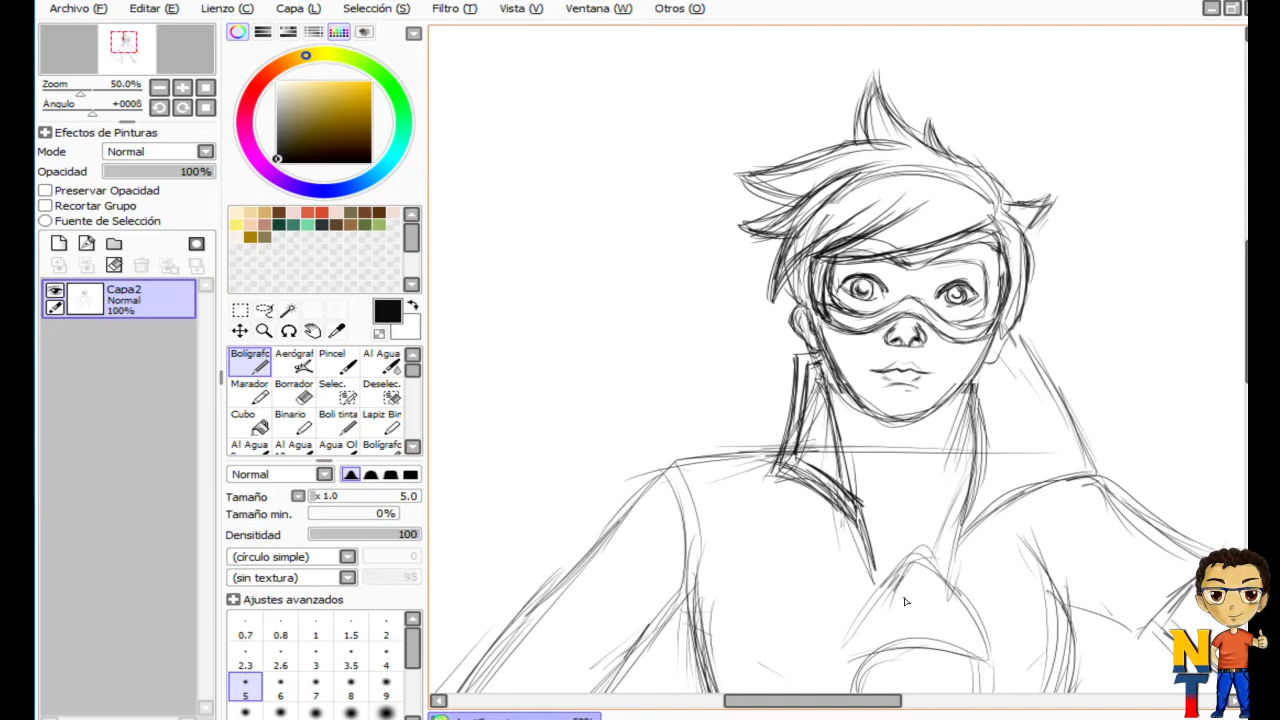 Archivo (F) Editar (E) Lienzo (C) Capa (L) Selección (S) Filtro (T) Vista (V) Ventana (W) Otros (O)
Zoom 50.0%
Ángulo +0008
Efectos de Pinturas
Mode Normal
Opacidad 100%
Preservar Opacidad
Recortar Grupo
Fuente de Selección
Capa2
Normal
100%
Bolígrafo Aerógraf Pincel Al Agua
Marador Borrador Selec. Deselec.
Cubo Binario Boli tinta Lapiz Bin
Al Agua Al Agua Agua Ol Bolígrafo
Normal
Tamaño x 1.0 5.0
Tamaño min. 0%
Densitidad 100
(círculo simple) 0
(sin textura) 95
Ajustes avanzados
0.7 0.8 1 1.5 2
2.3 2.6 3 3.5 4
5 6 7 8 9
N
T